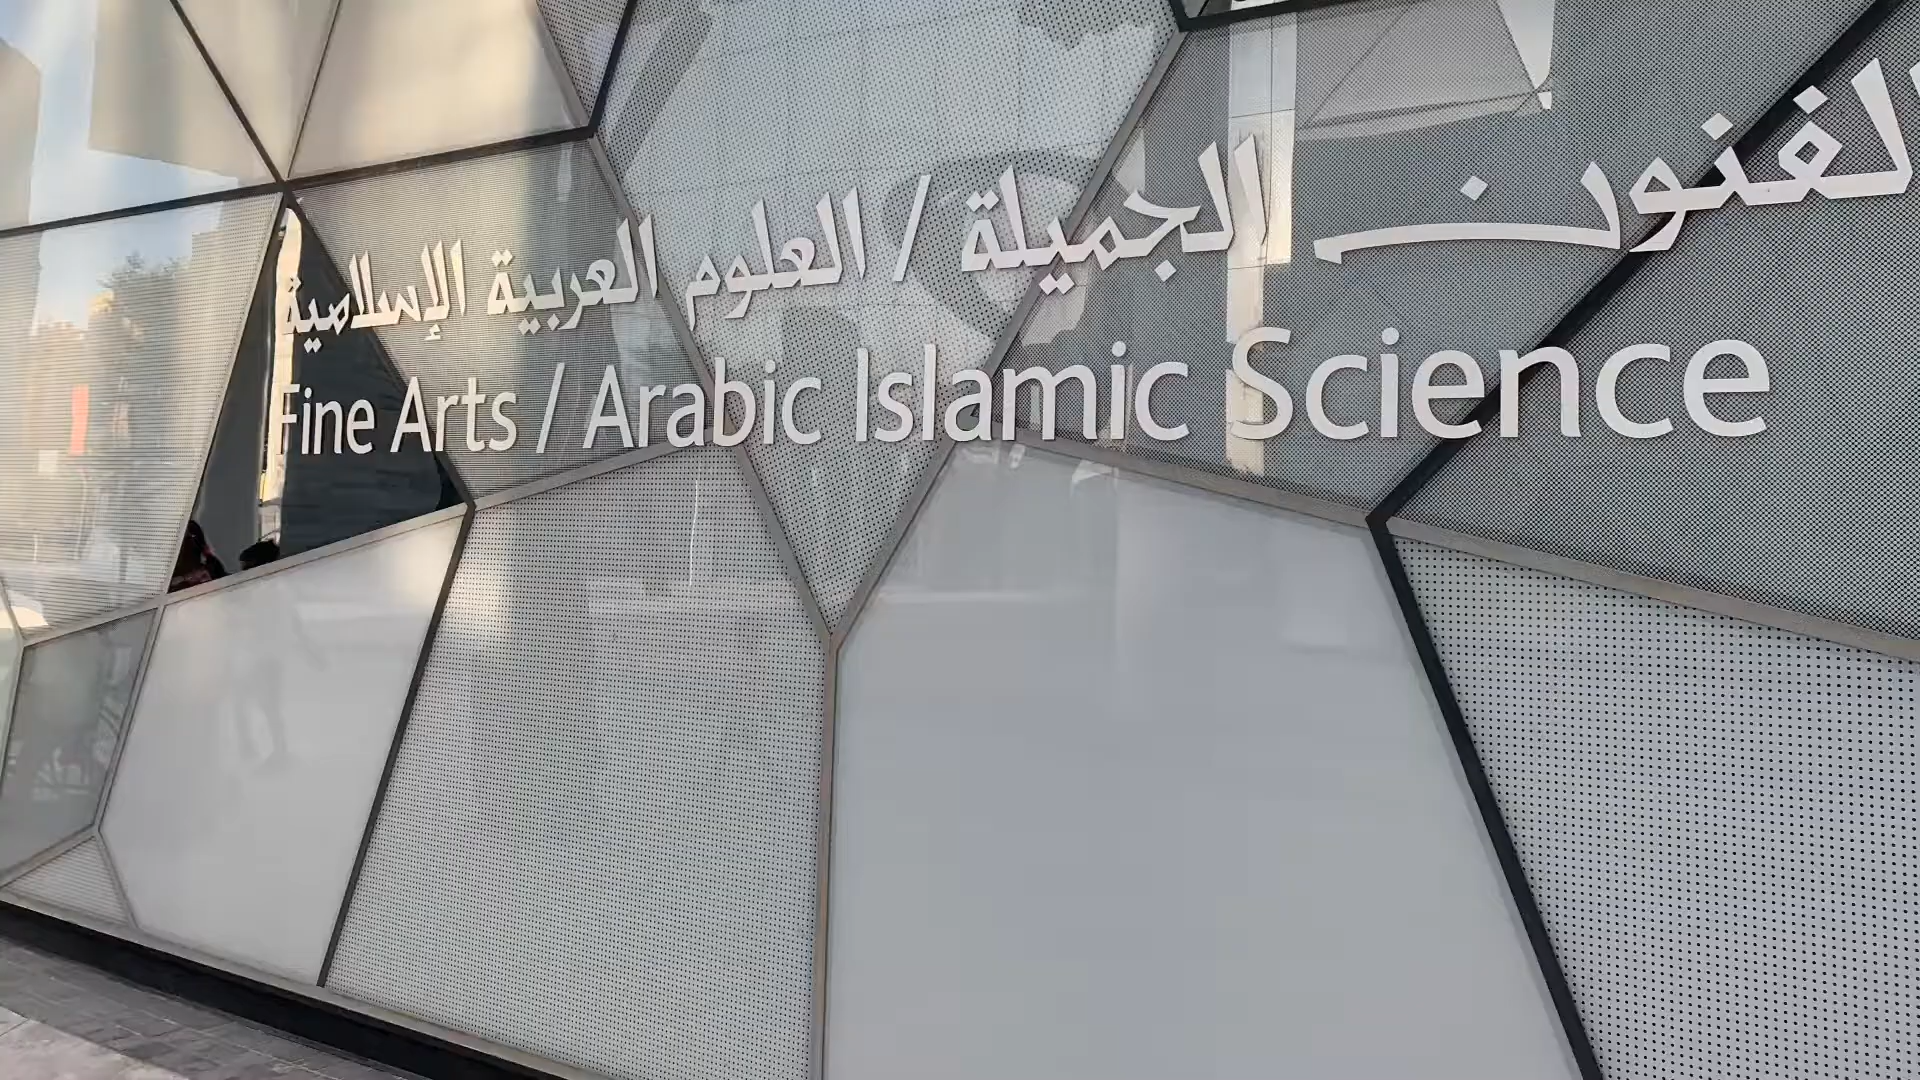 الفنون الجميلة / العلوم العربية الإسلامية
Fine Arts / Arabic Islamic Science